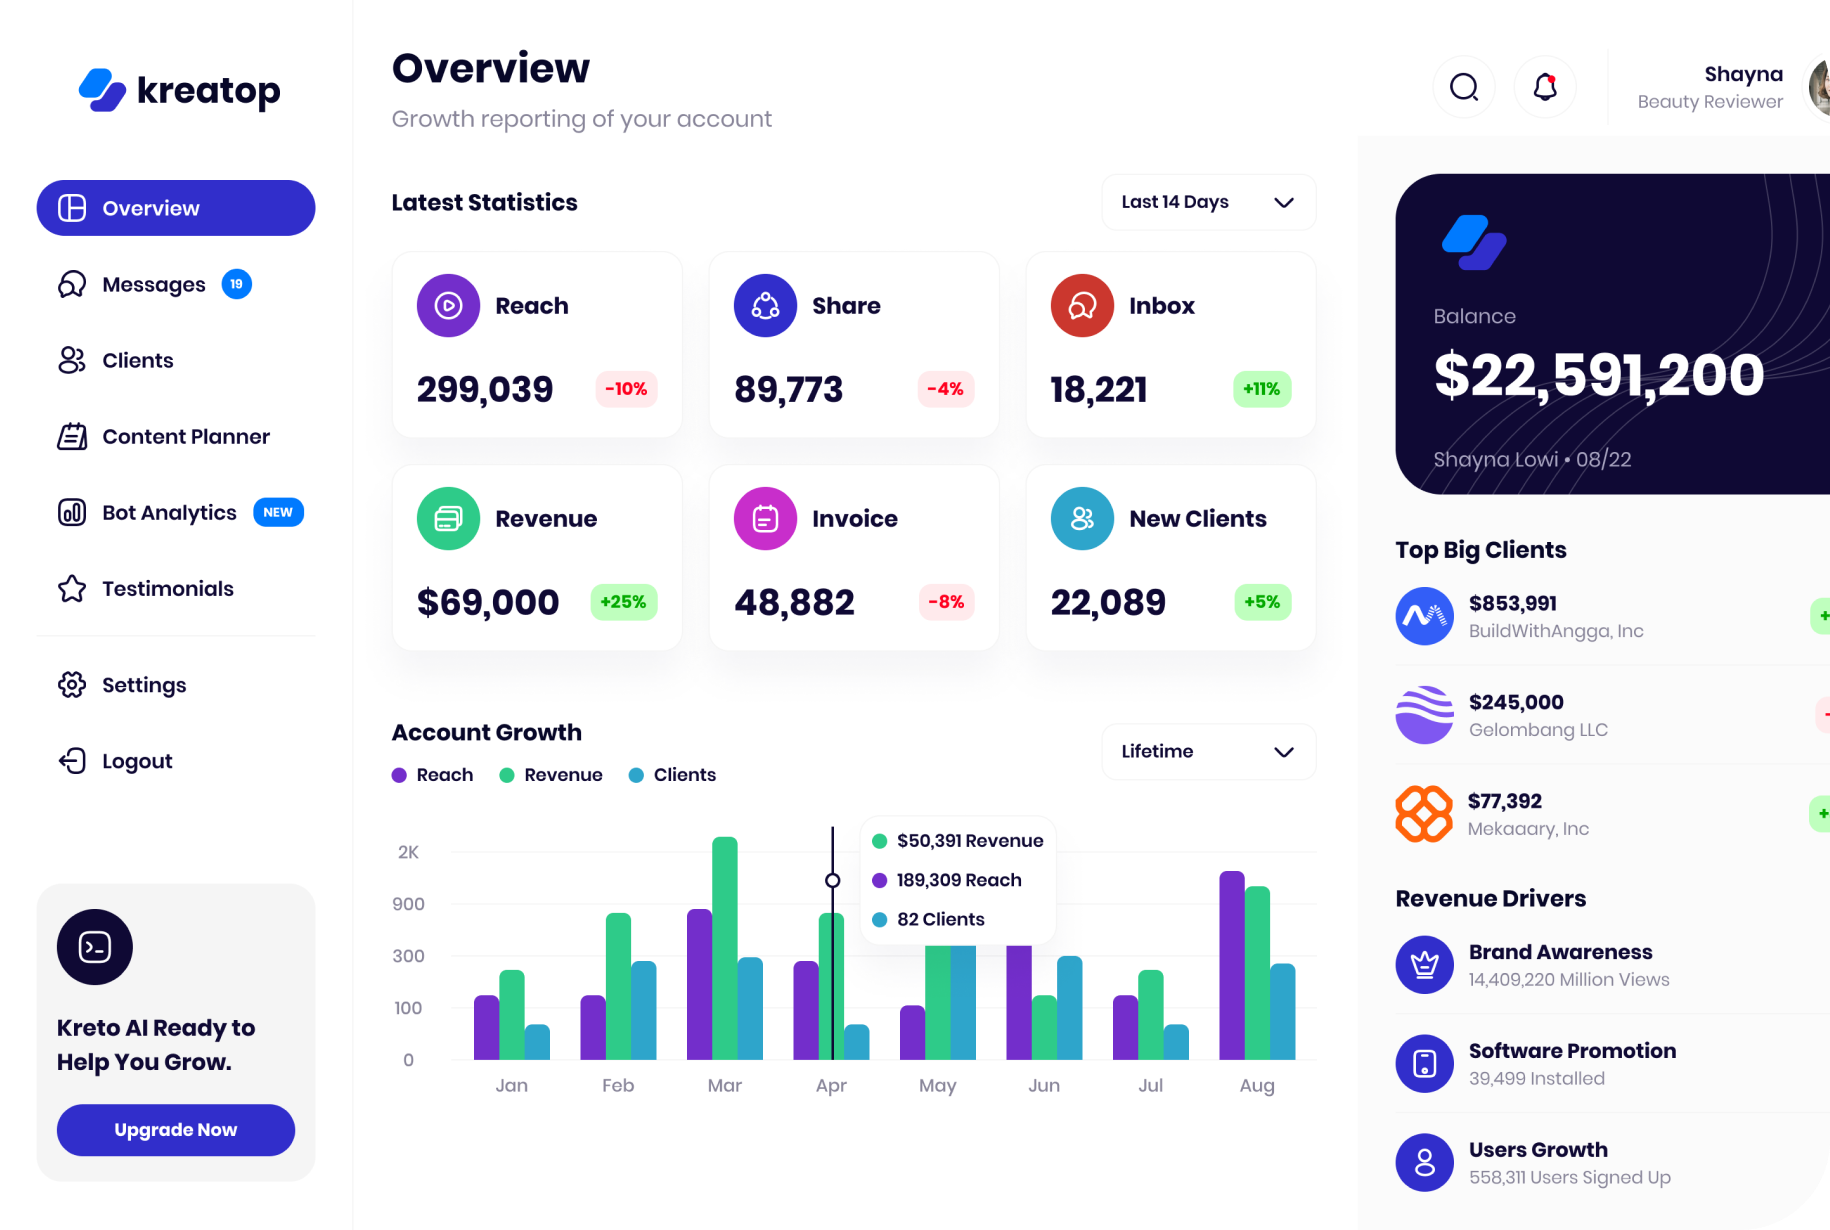 kreatop
Overview
Messages 19
Clients
Content Planner
Bot Analytics NEW
Testimonials
Settings
Logout
Kreto AI Ready to
Help You Grow.
Upgrade Now
Overview
Growth reporting of your account
Shayna
Beauty Reviewer
Latest Statistics
Last 14 Days
Reach
299,039 -10%
Share
89,773 -4%
Inbox
18,221 +11%
Revenue
$69,000 +25%
Invoice
48,882 -8%
New Clients
22,089 +5%
Account Growth
Reach Revenue Clients
Lifetime
2K
900
300
100
0
$50,391 Revenue
189,309 Reach
82 Clients
Jan Feb Mar Apr May Jun Jul Aug
Balance
$22,591,200
Shayna Lowi • 08/22
Top Big Clients
$853,991 +
BuildWithAngga, Inc
$245,000 -
Gelombang LLC
$77,392 +
Mekaaary, Inc
Revenue Drivers
Brand Awareness
14,409,220 Million Views
Software Promotion
39,499 Installed
Users Growth
558,311 Users Signed Up